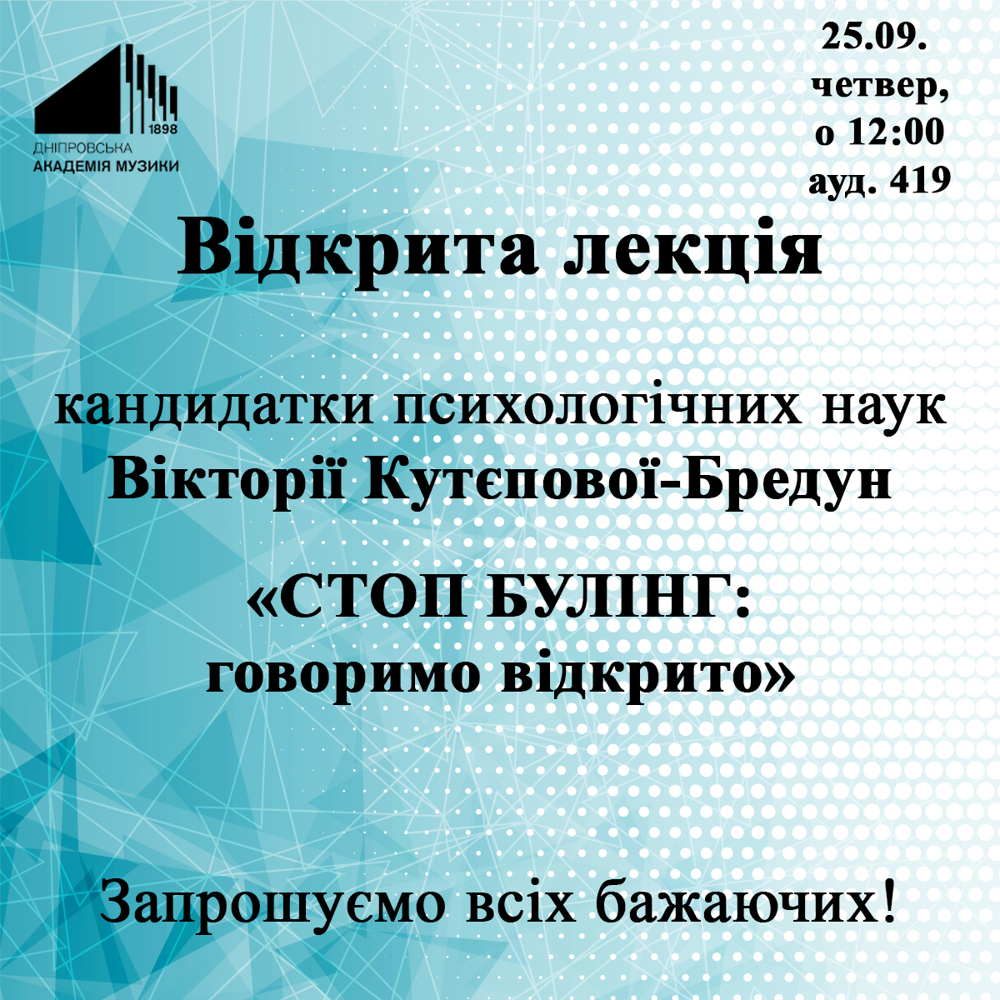 1898
ДНІПРОВСЬКА
АКАДЕМІЯ МУЗИКИ
25.09.
четвер,
о 12:00
ауд. 419
Відкрита лекція
кандидатки психологічних наук
Вікторії Кутєпової-Бредун
«СТОП БУЛІНГ:
говоримо відкрито»
Запрошуємо всіх бажаючих!